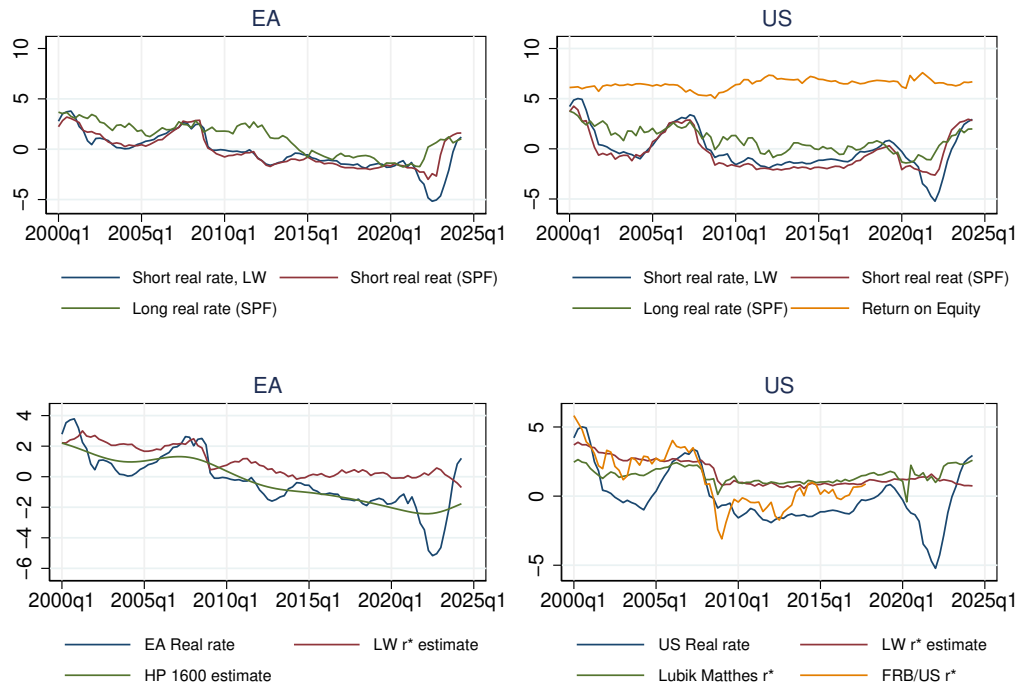 EA
US
10
5
0
−5
2000q1 2005q1 2010q1 2015q1 2020q1 2025q1
10
5
0
−5
2000q1 2005q1 2010q1 2015q1 2020q1 2025q1
Short real rate, LW Short real reat (SPF)
Long real rate (SPF)
Short real rate, LW Short real reat (SPF)
Long real rate (SPF) Return on Equity
EA
US
4
2
0
−2
−4
−6
2000q1 2005q1 2010q1 2015q1 2020q1 2025q1
5
0
−5
2000q1 2005q1 2010q1 2015q1 2020q1 2025q1
EA Real rate LW r* estimate
HP 1600 estimate
US Real rate LW r* estimate
Lubik Matthes r* FRB/US r*